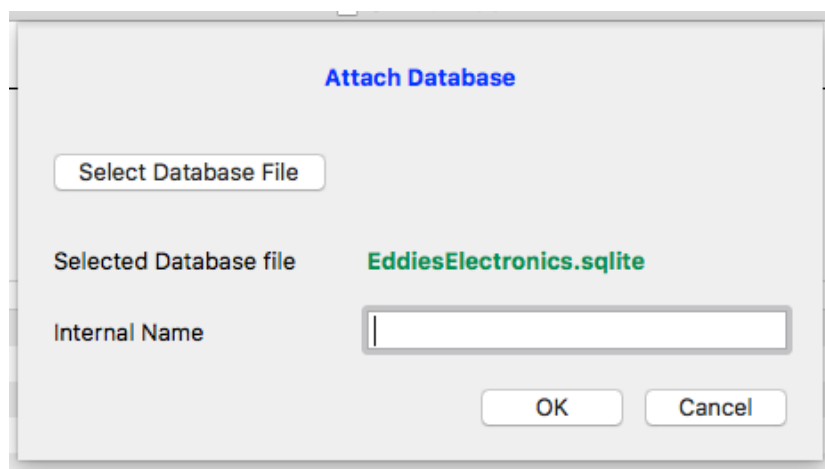 Attach Database
Select Database File
Selected Database file EddiesElectronics.sqlite
Internal Name
OK Cancel